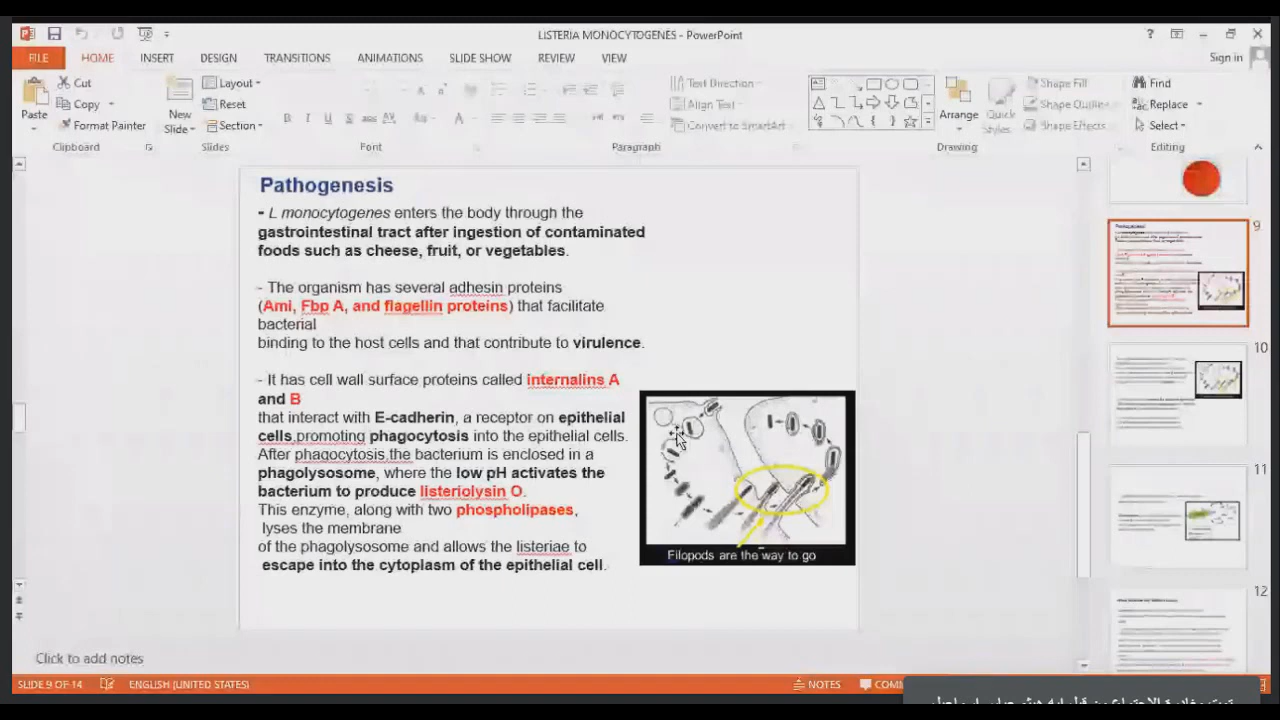 LISTERIA MONOCYTOGENES - PowerPoint
FILE HOME INSERT DESIGN TRANSITIONS ANIMATIONS SLIDE SHOW REVIEW VIEW
Sign in
Paste
Cut
Copy
Format Painter
Clipboard
New Slide
Layout
Reset
Section
Slides
Font
Text Direction
Align Text
Convert to SmartArt
Paragraph
Arrange
Quick Styles
Shape Fill
Shape Outline
Shape Effects
Drawing
Find
Replace
Select
Editing
Pathogenesis
- L monocytogenes enters the body through the
gastrointestinal tract after ingestion of contaminated
foods such as cheese, fruit, or vegetables.
- The organism has several adhesin proteins
(Ami, Fbp A, and flagellin proteins) that facilitate
bacterial
binding to the host cells and that contribute to virulence.
- It has cell wall surface proteins called internalins A
and B
that interact with E-cadherin, a receptor on epithelial
cells,promoting phagocytosis into the epithelial cells.
After phagocytosis,the bacterium is enclosed in a
phagolysosome, where the low pH activates the
bacterium to produce listeriolysin O.
This enzyme, along with two phospholipases,
lyses the membrane
of the phagolysosome and allows the listeriae to
escape into the cytoplasm of the epithelial cell.
Filopods are the way to go
9
10
11
12
Click to add notes
SLIDE 9 OF 14 ENGLISH (UNITED STATES) NOTES